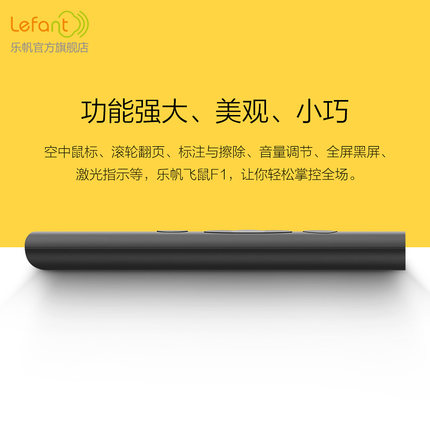 Lefant
乐帆官方旗舰店
功能强大、美观、小巧
空中鼠标、滚轮翻页、标注与擦除、音量调节、全屏黑屏、
激光指示等，乐帆飞鼠F1，让你轻松掌控全场。